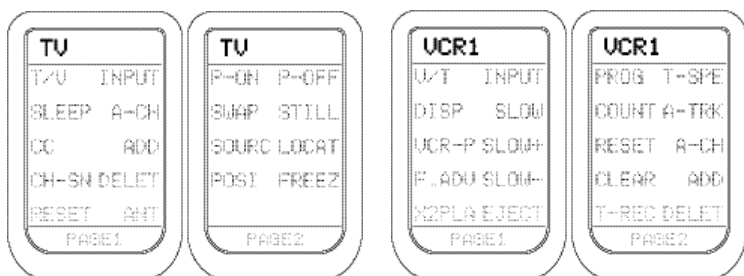 TV
T/V INPUT
SLEEP A-CH
CC ADD
CH-SN DELET
RESET ANT
PAGE1
TV
P-ON P-OFF
SWAP STILL
SOURC LOCAT
POSI FREEZ
PAGE2
VCR1
V/T INPUT
DISP SLOW
VCR-P SLOW+
F.ADV SLOW-
X2PLA EJECT
PAGE1
VCR1
PROG T-SPE
COUNT A-TRK
RESET A-CH
CLEAR ADD
T-REC DELET
PAGE2